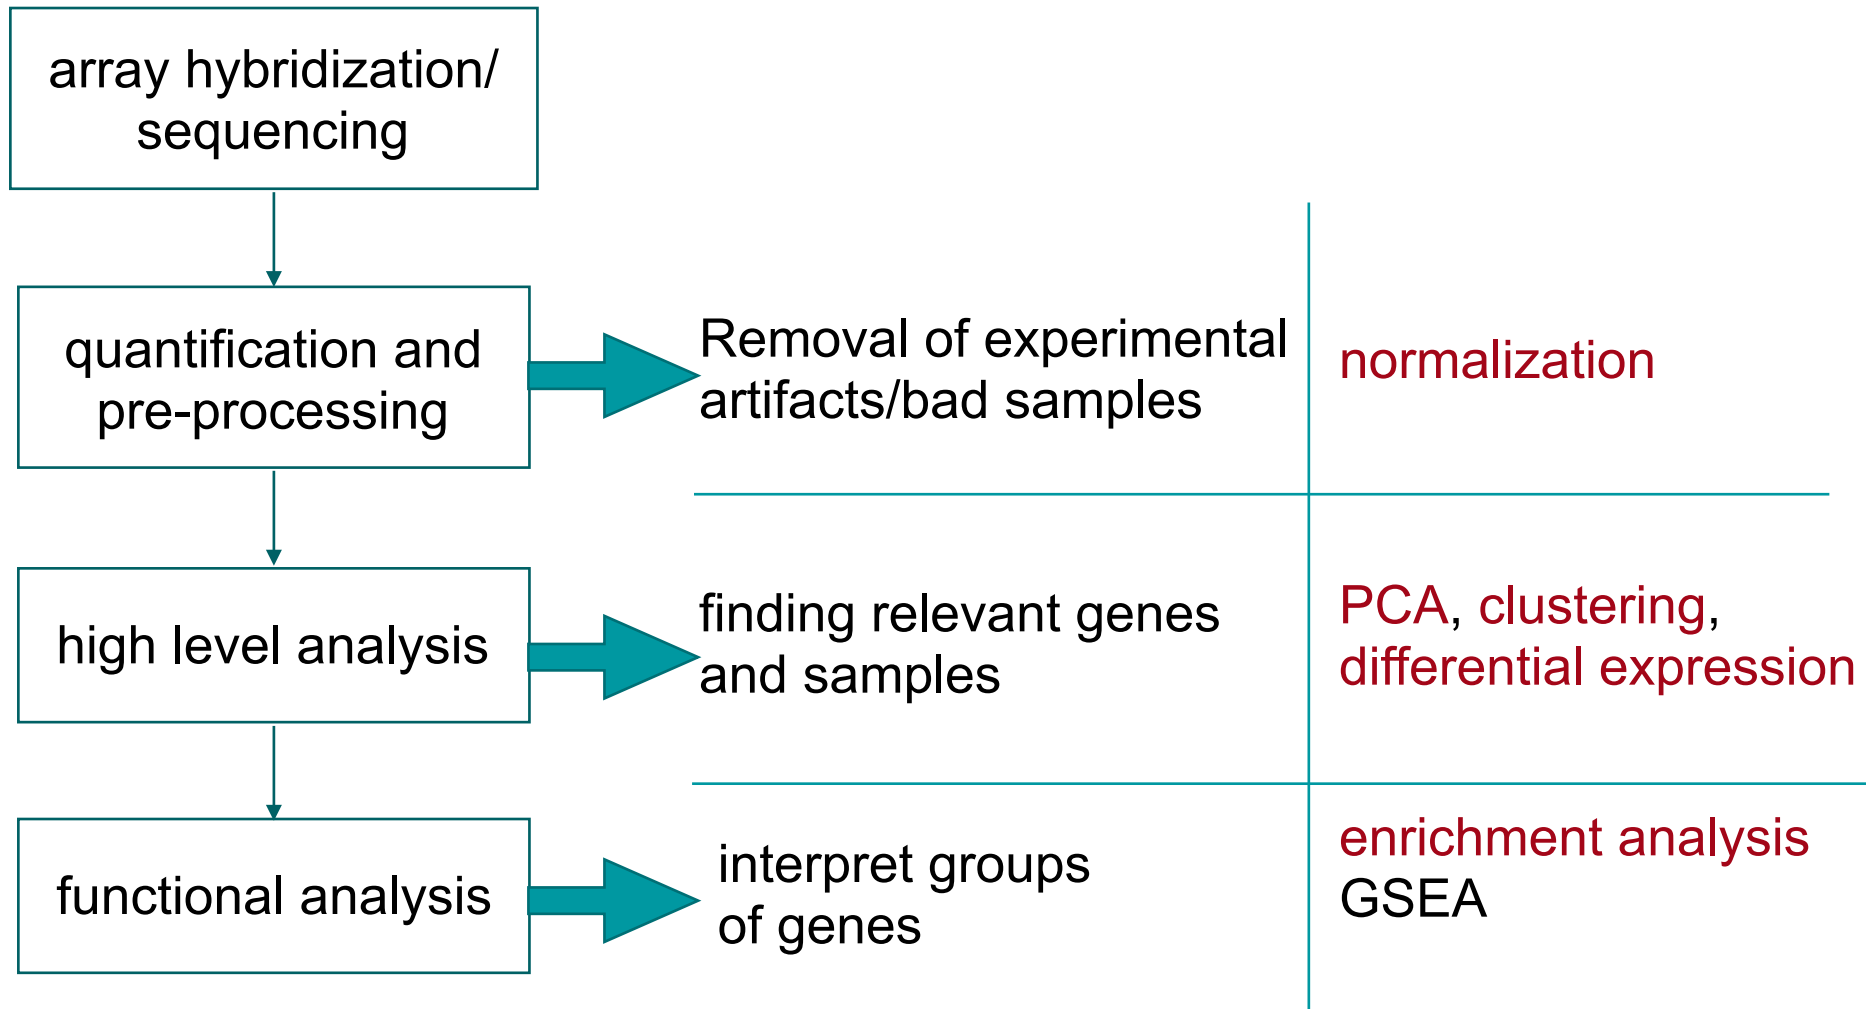 array hybridization/
sequencing
quantification and
pre-processing
Removal of experimental
artifacts/bad samples
normalization
high level analysis
finding relevant genes
and samples
PCA, clustering,
differential expression
functional analysis
interpret groups
of genes
enrichment analysis
GSEA